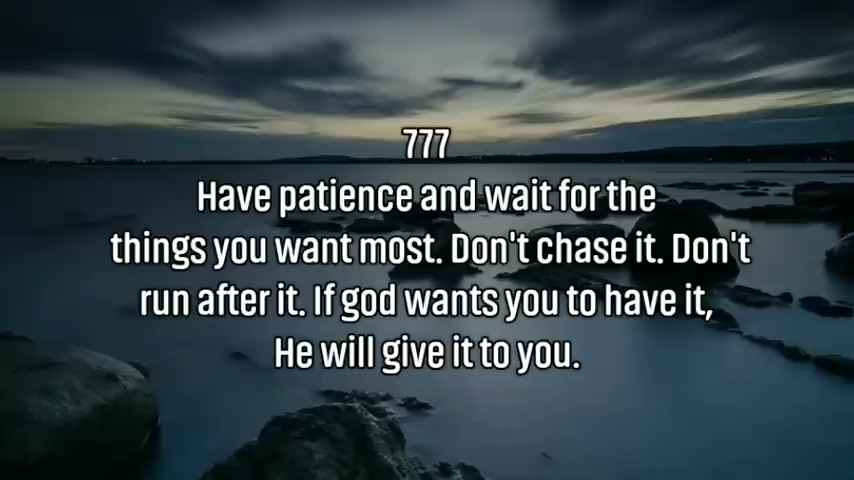 777
Have patience and wait for the
things you want most. Don't chase it. Don't
run after it. If god wants you to have it,
He will give it to you.